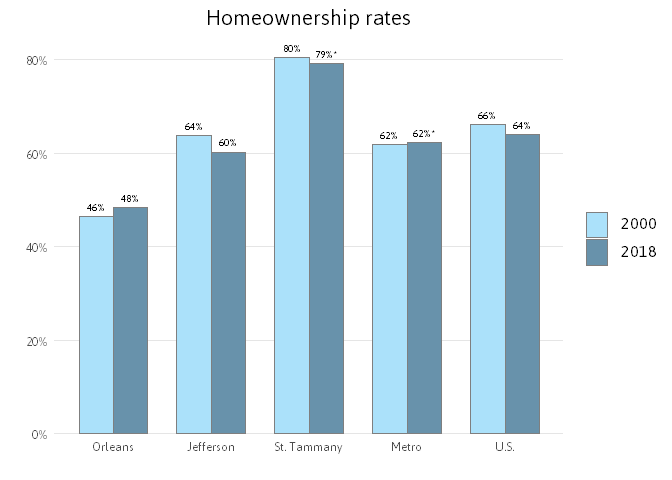 Homeownership rates
80%
60%
40%
20%
0%
46%
48%
64%
60%
80%
79%*
62%
62%*
66%
64%
Orleans
Jefferson
St. Tammany
Metro
U.S.
2000
2018